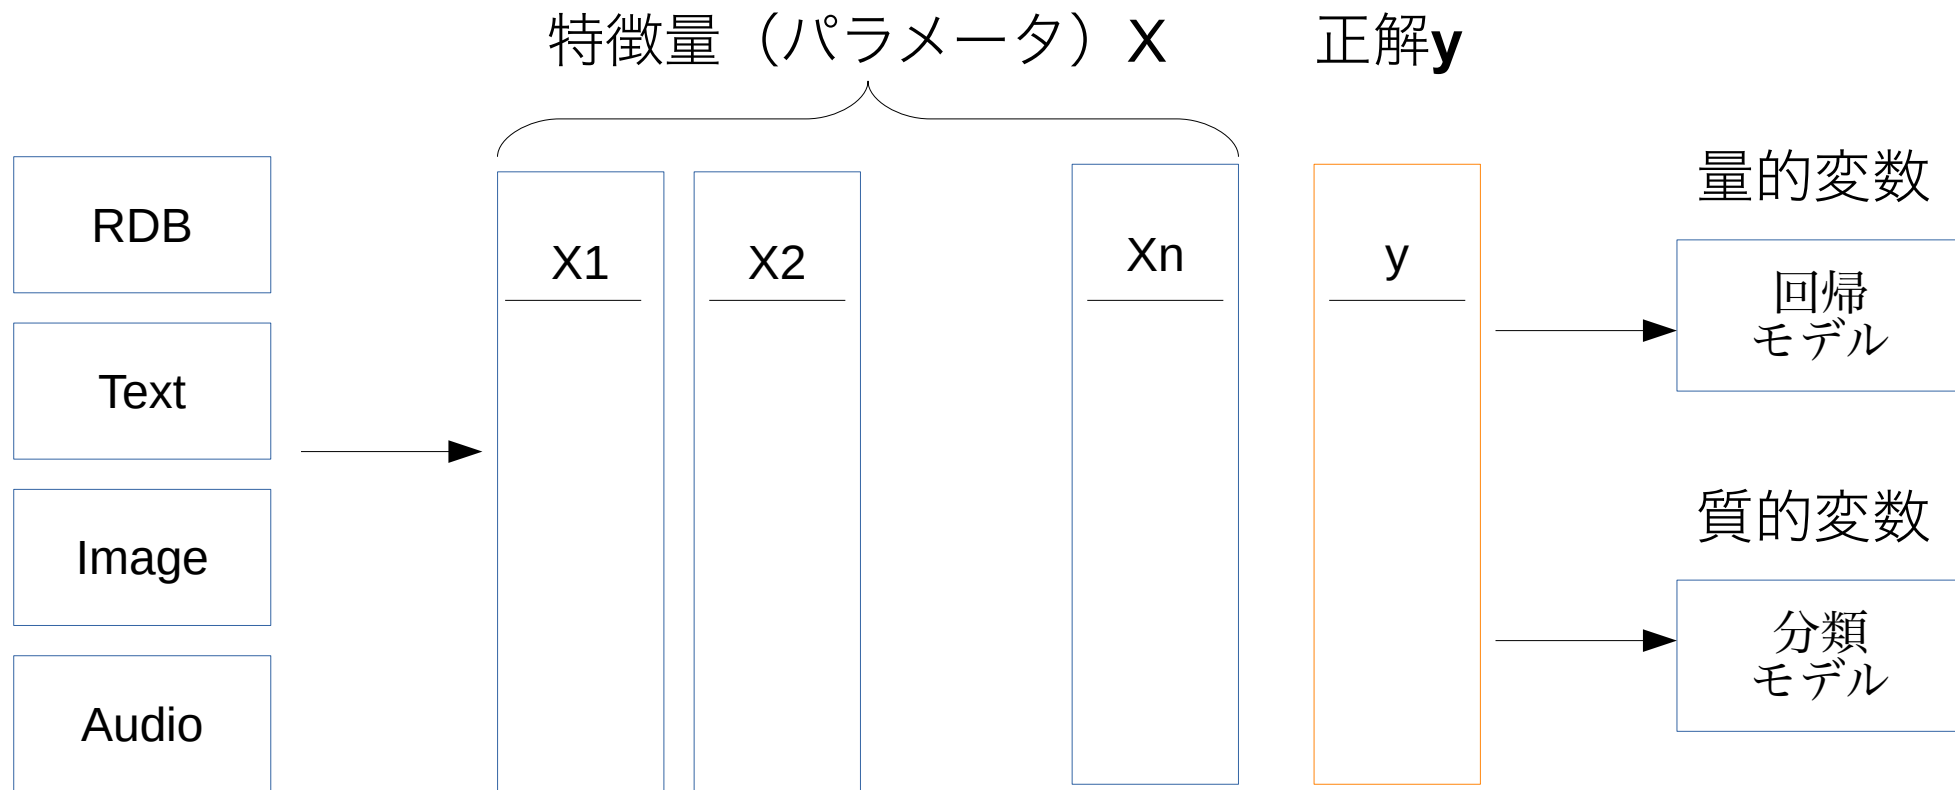 特徴量（パラメータ）X
正解y
RDB
Text
Image
Audio
X1
X2
Xn
y
量的変数
回帰
モデル
質的変数
分類
モデル